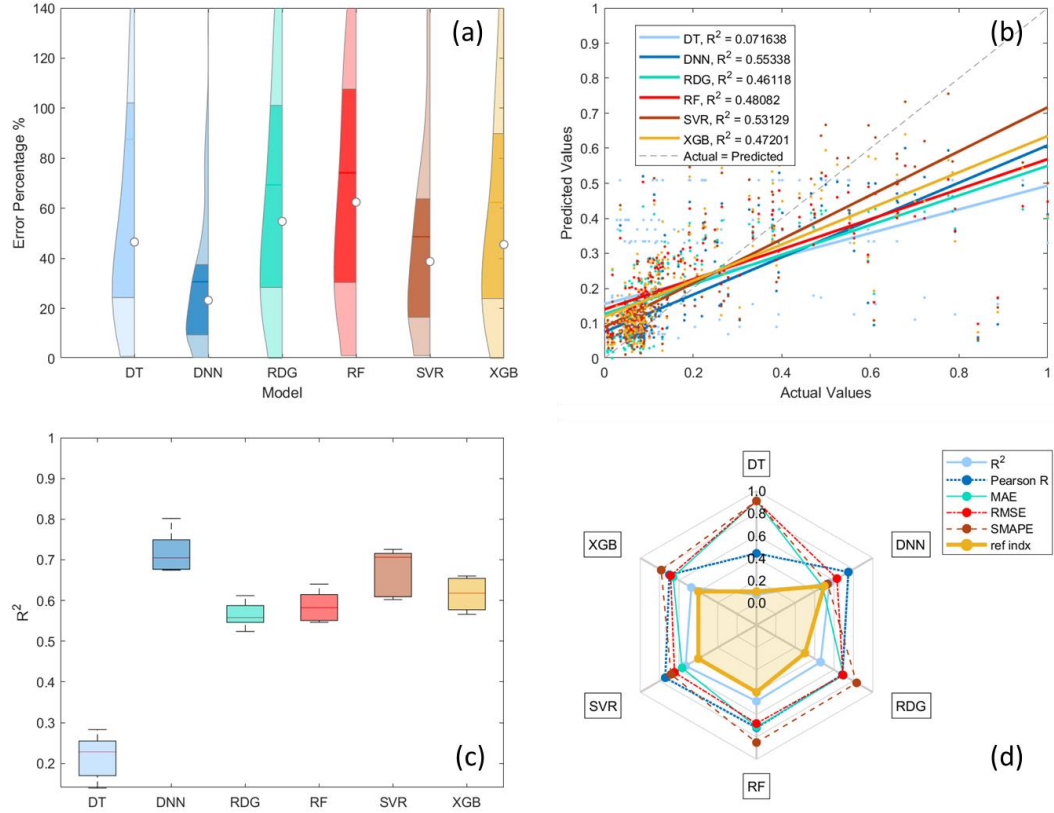 (a)
140
120
100
80
60
40
20
0
Error Percentage %
DT DNN RDG RF SVR XGB
Model
(b)
1
0.9
0.8
0.7
0.6
0.5
0.4
0.3
0.2
0.1
0
Predicted Values
DT, R² = 0.071638
DNN, R² = 0.55338
RDG, R² = 0.46118
RF, R² = 0.48082
SVR, R² = 0.53129
XGB, R² = 0.47201
Actual = Predicted
0 0.2 0.4 0.6 0.8 1
Actual Values
1
0.9
0.8
0.7
0.6
0.5
0.4
0.3
0.2
R²
(c)
DT DNN RDG RF SVR XGB
DT
1.0
0.8
0.6
0.4
0.2
0.0
XGB
DNN
SVR
RDG
RF
R²
Pearson R
MAE
RMSE
SMAPE
ref indx
(d)